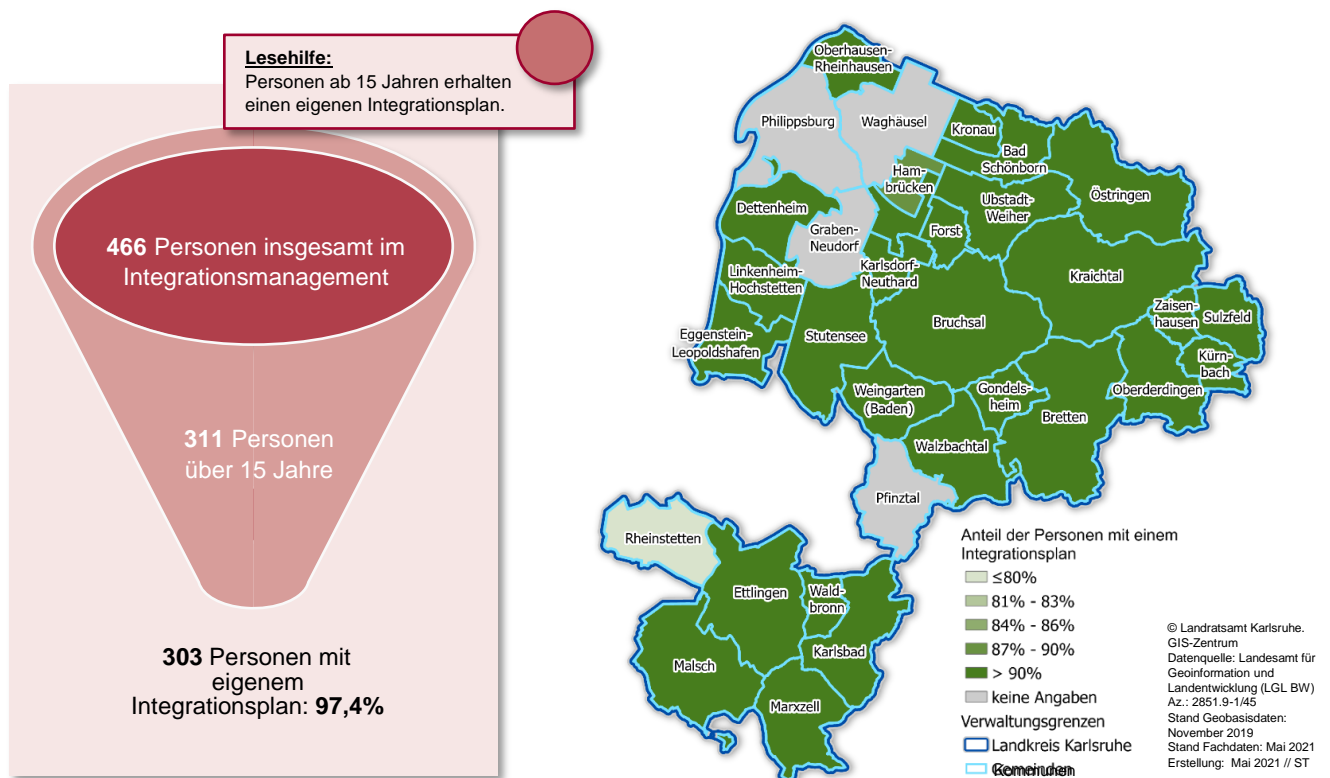 Lesehilfe:
Personen ab 15 Jahren erhalten
einen eigenen Integrationsplan.
466 Personen insgesamt im
Integrationsmanagement
311 Personen
über 15 Jahre
303 Personen mit
eigenem
Integrationsplan: 97,4%
Oberhausen-
Rheinhausen
Philippsburg
Waghäusel
Kronau
Bad
Schönborn
Ham-
brücken
Östringen
Dettenheim
Ubstadt-
Weiher
Graben-
Neudorf
Forst
Linkenheim-
Hochstetten
Karlsdorf-
Neuthard
Kraichtal
Zaisen-
hausen
Sulzfeld
Eggenstein-
Leopoldshafen
Stutensee
Bruchsal
Kürn-
bach
Weingarten
(Baden)
Gondels-
heim
Oberderdingen
Bretten
Walzbachtal
Pfinztal
Rheinstetten
Ettlingen
Wald-
bronn
Karlsbad
Malsch
Marxzell
Anteil der Personen mit einem
Integrationsplan
≤80%
81% - 83%
84% - 86%
87% - 90%
> 90%
keine Angaben
Verwaltungsgrenzen
Landkreis Karlsruhe
Kommunen
© Landratsamt Karlsruhe.
GIS-Zentrum
Datenquelle: Landesamt für
Geoinformation und
Landentwicklung (LGL BW)
Az.: 2851.9-1/45
Stand Geobasisdaten:
November 2019
Stand Fachdaten: Mai 2021
Erstellung: Mai 2021 // ST